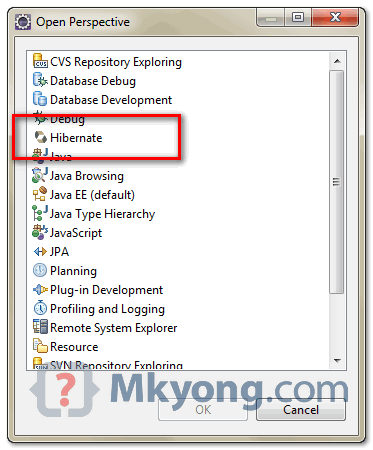 Open Perspective
CVS Repository Exploring
Database Debug
Database Development
Debug
Hibernate
Java
Java Browsing
Java EE (default)
Java Type Hierarchy
JavaScript
JPA
Planning
Plug-in Development
Profiling and Logging
Remote System Explorer
Resource
SVN Repository Exploring
{?} Mkyong.com
OK
Cancel